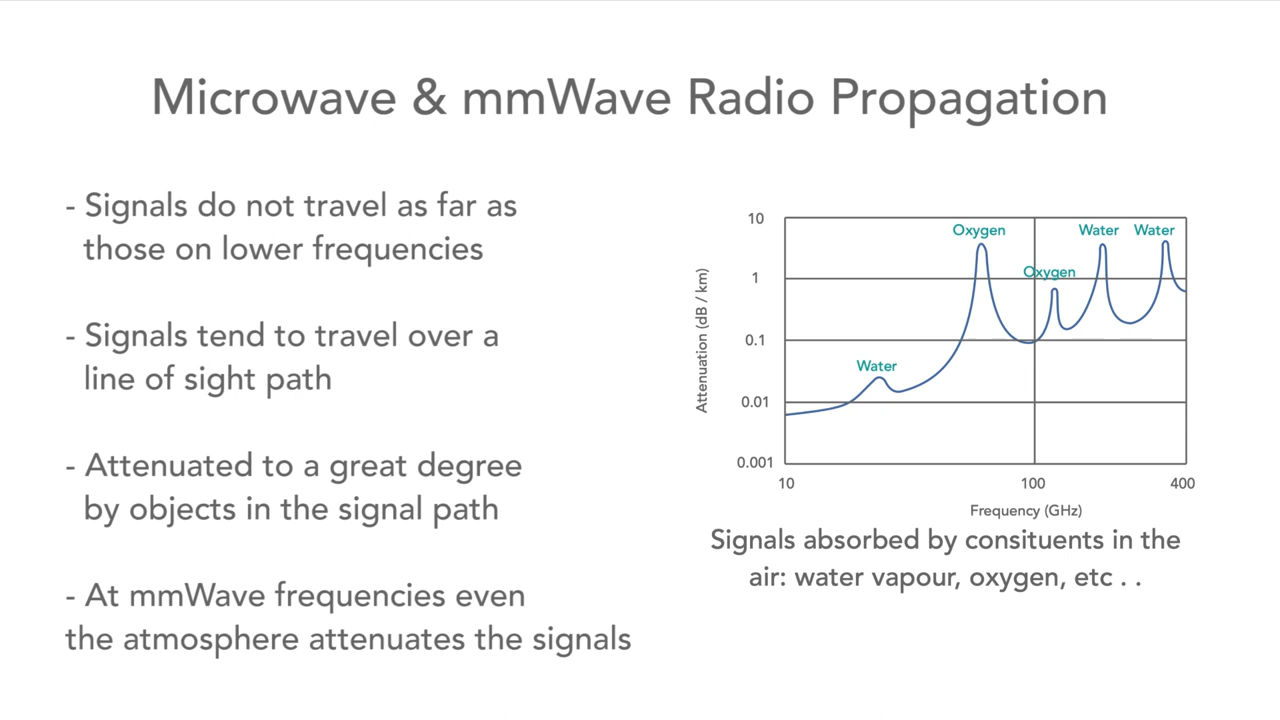 Microwave & mmWave Radio Propagation
- Signals do not travel as far as
those on lower frequencies
- Signals tend to travel over a
line of sight path
- Attenuated to a great degree
by objects in the signal path
- At mmWave frequencies even
the atmosphere attenuates the signals
Attenuation (dB / km)
10
1
0.1
0.01
0.001
Water
Oxygen
Oxygen
Water
Water
10
100
400
Frequency (GHz)
Signals absorbed by consituents in the
air: water vapour, oxygen, etc . .